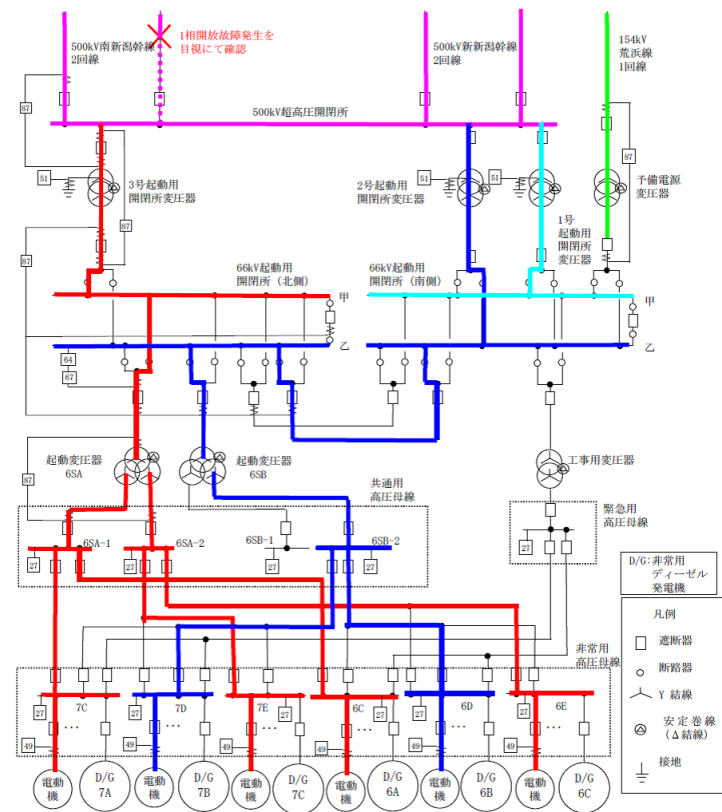 500kV南新潟幹線
2回線
1相開放故障発生を
目視にて確認
500kV新新潟幹線
2回線
154kV
荒浜線
1回線
87
500kV超高圧開閉所
87
51
3号起動用
開閉所変圧器
51
2号起動用
開閉所変圧器
51
予備電源
変圧器
87
87
1号
起動用
開閉所
変圧器
66kV起動用
開閉所（北側）
66kV起動用
開閉所（南側）
甲
甲
乙
乙
64
67
起動変圧器
6SA
起動変圧器
6SB
工事用変圧器
87
共通用
高圧母線
緊急用
高圧母線
6SA-1
6SA-2
6SB-1
6SB-2
27
27
27
27
27
D/G:非常用
ディーゼル
発電機
凡例
遮断器
断路器
Y 結線
安定巻線
(Δ結線)
接地
非常用
高圧母線
7C
7D
7E
6C
6D
6E
27
27
27
27
27
27
…
…
…
…
…
…
49
49
49
49
49
49
電動
機
D/G
7A
電動
機
D/G
7B
電動
機
D/G
7C
電動
機
D/G
6A
電動
機
D/G
6B
電動
機
D/G
6C